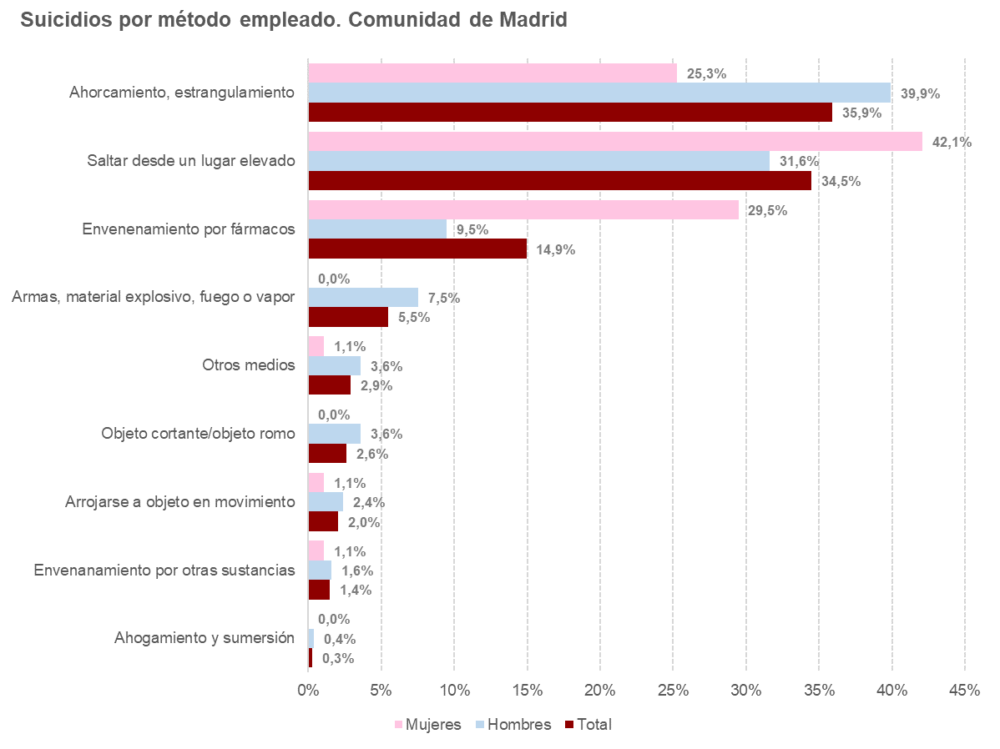 Suicidios por método empleado. Comunidad de Madrid
Ahorcamiento, estrangulamiento
25,3%
39,9%
35,9%
Saltar desde un lugar elevado
42,1%
31,6%
34,5%
Envenenamiento por fármacos
29,5%
9,5%
14,9%
Armas, material explosivo, fuego o vapor
0,0%
7,5%
5,5%
Otros medios
1,1%
3,6%
2,9%
Objeto cortante/objeto romo
0,0%
3,6%
2,6%
Arrojarse a objeto en movimiento
1,1%
2,4%
2,0%
Envenanamiento por otras sustancias
1,1%
1,6%
1,4%
Ahogamiento y sumersión
0,0%
0,4%
0,3%
0% 5% 10% 15% 20% 25% 30% 35% 40% 45%
Mujeres Hombres Total